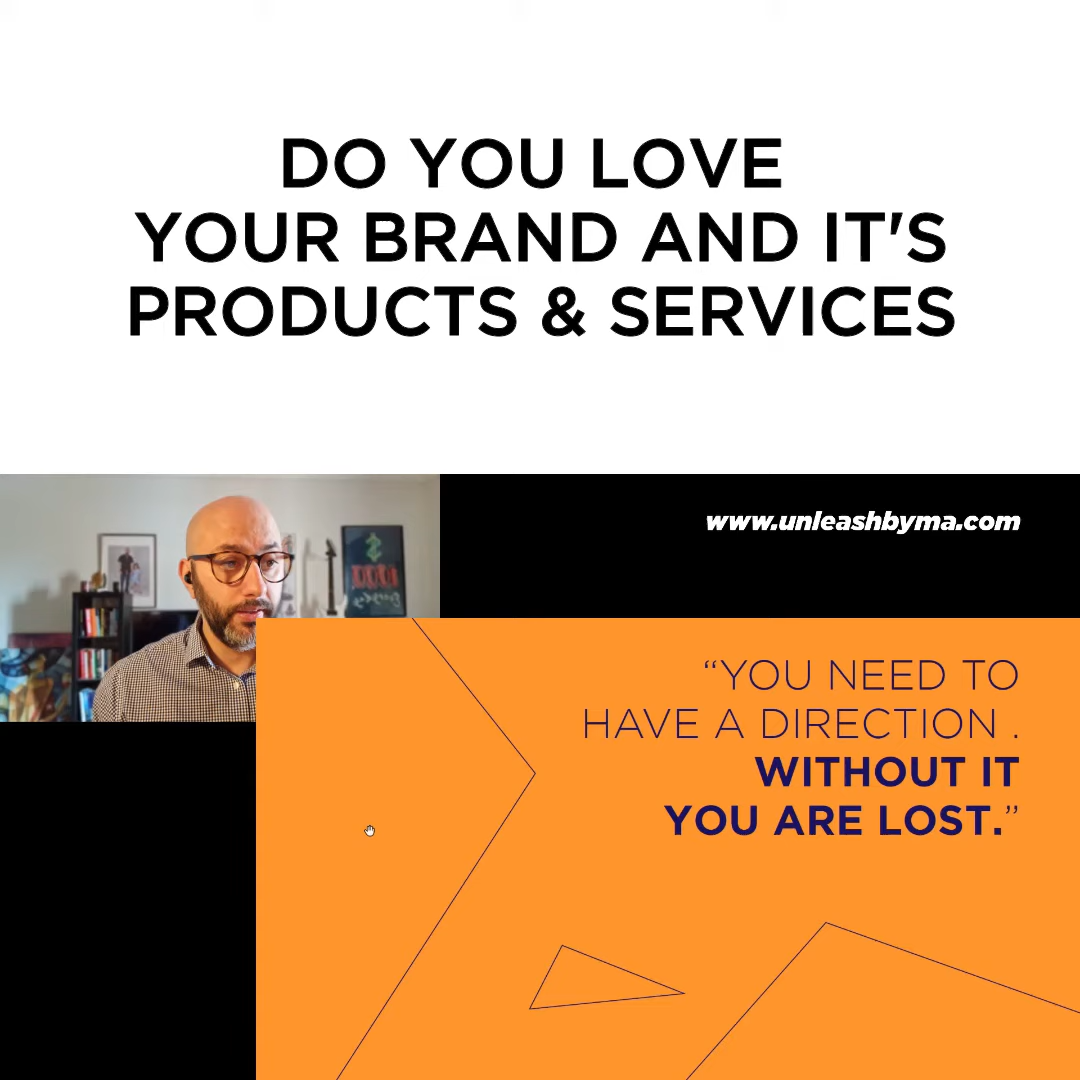 DO YOU LOVE
YOUR BRAND AND IT'S
PRODUCTS & SERVICES
www.unleashbyma.com
“YOU NEED TO
HAVE A DIRECTION .
WITHOUT IT
YOU ARE LOST.”